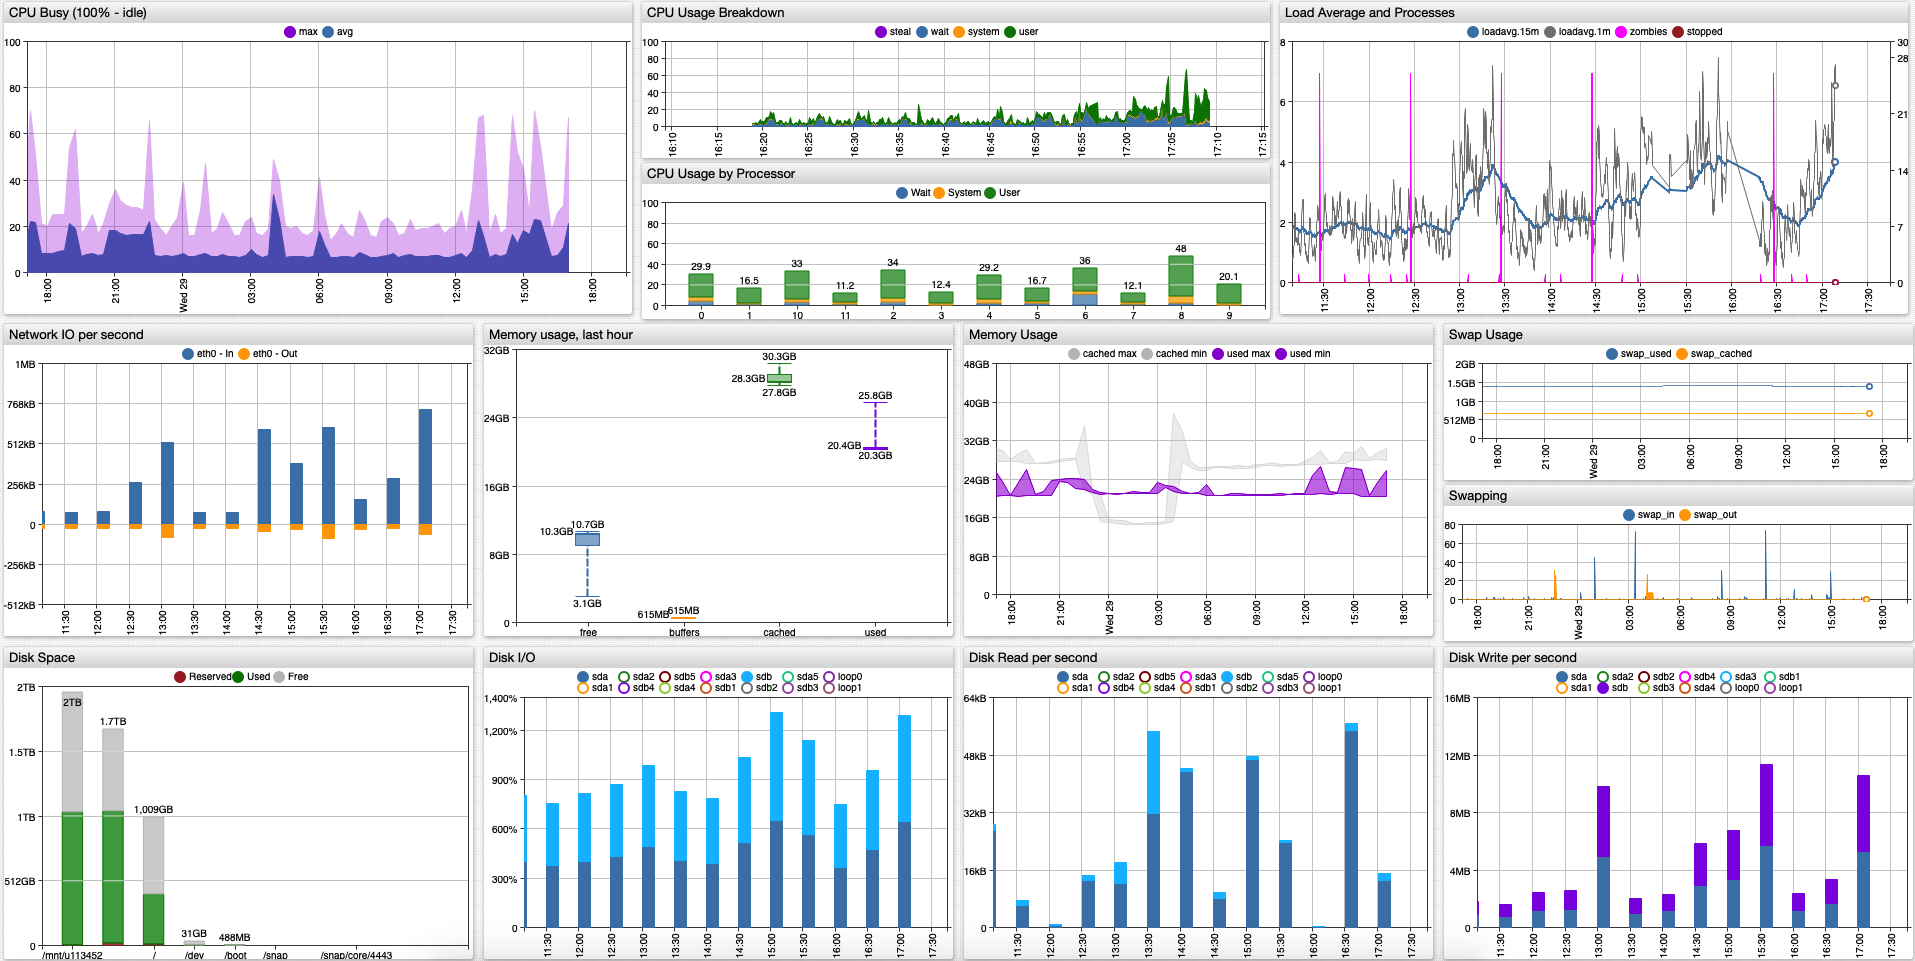 CPU Busy (100% - idle)
max avg
100
80
60
40
20
0
18:00 21:00 Wed 29 03:00 06:00 09:00 12:00 15:00 18:00
CPU Usage Breakdown
steal wait system user
100
80
60
40
20
0
16:10 16:15 16:20 16:25 16:30 16:35 16:40 16:45 16:50 16:55 17:00 17:05 17:10 17:15
CPU Usage by Processor
Wait System User
100
80
60
40
20
0
29.9 16.5 33 11.2 34 12.4 29.2 16.7 36 12.1 48 20.1
0 1 10 11 2 3 4 5 6 7 8 9
Load Average and Processes
loadavg.15m loadavg.1m zombies stopped
8 30
28
6 21
4 14
2 7
0 0
11:30 12:00 12:30 13:00 13:30 14:00 14:30 15:00 15:30 16:00 16:30 17:00 17:30
Network IO per second
eth0 - In eth0 - Out
1MB
768kB
512kB
256kB
0
-256kB
-512kB
11:30 12:00 12:30 13:00 13:30 14:00 14:30 15:00 15:30 16:00 16:30 17:00 17:30
Memory usage, last hour
32GB
24GB
16GB
8GB
0
10.7GB
10.3GB
3.1GB
615MB 615MB
30.3GB
28.3GB
27.8GB
25.8GB
20.4GB
20.3GB
free buffers cached used
Memory Usage
cached max cached min used max used min
48GB
40GB
32GB
24GB
16GB
8GB
0
18:00 21:00 Wed 29 03:00 06:00 09:00 12:00 15:00 18:00
Swap Usage
swap_used swap_cached
2GB
1.5GB
1GB
512MB
0
18:00 21:00 Wed 29 03:00 06:00 09:00 12:00 15:00 18:00
Swapping
swap_in swap_out
80
60
40
20
0
18:00 21:00 Wed 29 03:00 06:00 09:00 12:00 15:00 18:00
Disk Space
Reserved Used Free
2TB
1.5TB
1TB
512GB
0
2TB
1.7TB
1,009GB
31GB
488MB
/mnt/u113452 / /dev /boot /snap /snap/core/4443
Disk I/O
sda sda2 sdb5 sda3 sdb sda5 loop0
sda1 sdb4 sda4 sdb1 sdb2 sdb3 loop1
1,400%
1,200%
900%
600%
300%
0
11:30 12:00 12:30 13:00 13:30 14:00 14:30 15:00 15:30 16:00 16:30 17:00 17:30
Disk Read per second
sda sda2 sdb5 sda3 sdb sda5 loop0
sda1 sdb4 sda4 sdb1 sdb2 sdb3 loop1
64kB
48kB
32kB
16kB
0
11:30 12:00 12:30 13:00 13:30 14:00 14:30 15:00 15:30 16:00 16:30 17:00 17:30
Disk Write per second
sda sda2 sdb2 sdb4 sda3 sdb1
sda1 sdb sdb3 sda4 loop0 loop1 sda5
16MB
12MB
8MB
4MB
0
11:30 12:00 12:30 13:00 13:30 14:00 14:30 15:00 15:30 16:00 16:30 17:00 17:30